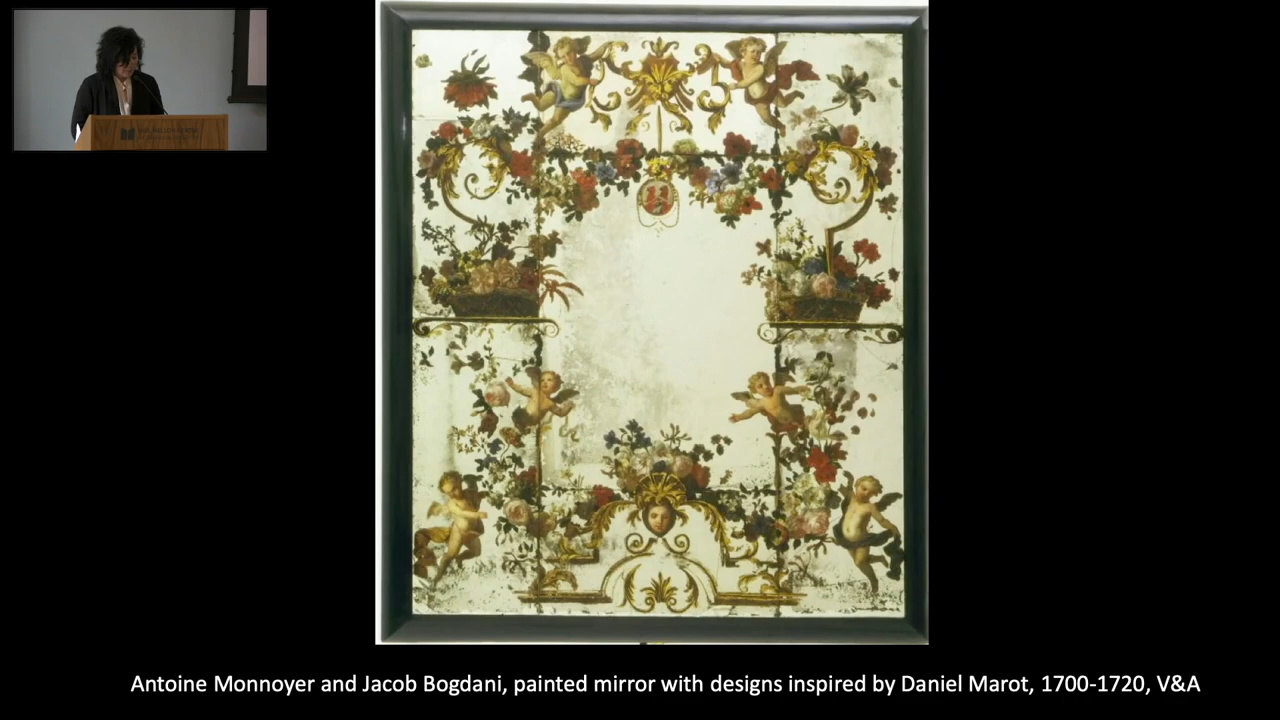 Antoine Monnoyer and Jacob Bogdani, painted mirror with designs inspired by Daniel Marot, 1700-1720, V&A